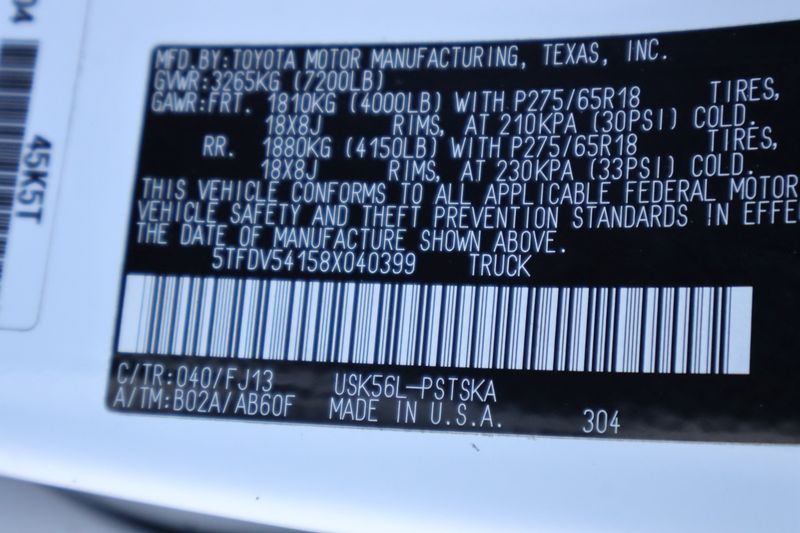 04
45K5T
MFD.BY:TOYOTA MOTOR MANUFACTURING, TEXAS, INC.
GVWR:3265KG (7200LB)
GAWR:FRT. 1810KG (4000LB) WITH P275/65R18 TIRES,
18X8J RIMS, AT 210KPA (30PSI) COLD.
RR. 1880KG (4150LB) WITH P275/65R18 TIRES,
18X8J RIMS, AT 230KPA (33PSI) COLD.
THIS VEHICLE CONFORMS TO ALL APPLICABLE FEDERAL MOTOR
VEHICLE SAFETY AND THEFT PREVENTION STANDARDS IN EFFE
THE DATE OF MANUFACTURE SHOWN ABOVE.
5TFDV54158X040399 TRUCK
C/TR:040/FJ13 USK56L-PSTSKA
A/TM:B02A/AB60F MADE IN U.S.A. 304